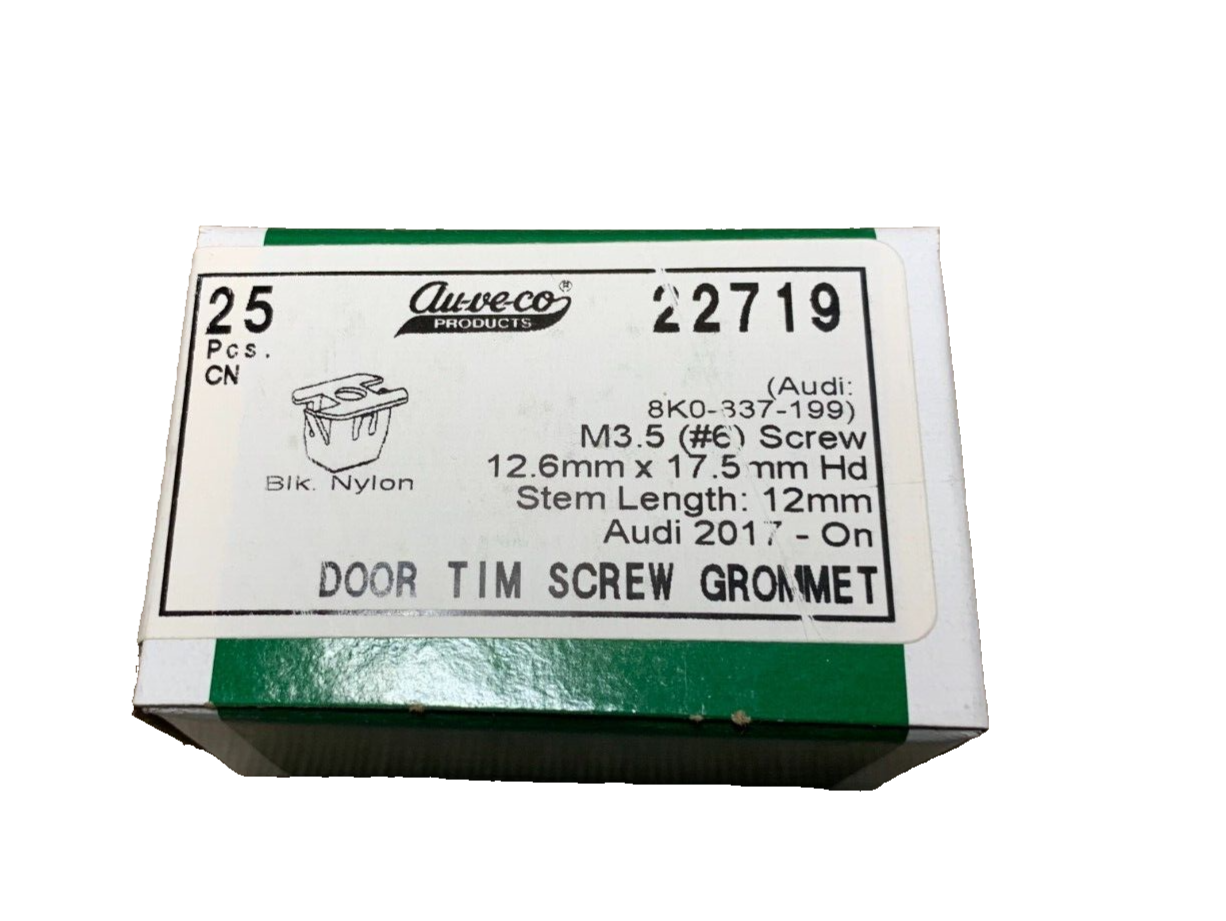 25
Pcs.
CN
au-ve-co®
PRODUCTS
22719
(Audi:
8K0-837-199)
M3.5 (#6) Screw
12.6mm x 17.5mm Hd
Stem Length: 12mm
Audi 2017 - On
Blk. Nylon
DOOR TIM SCREW GROMMET